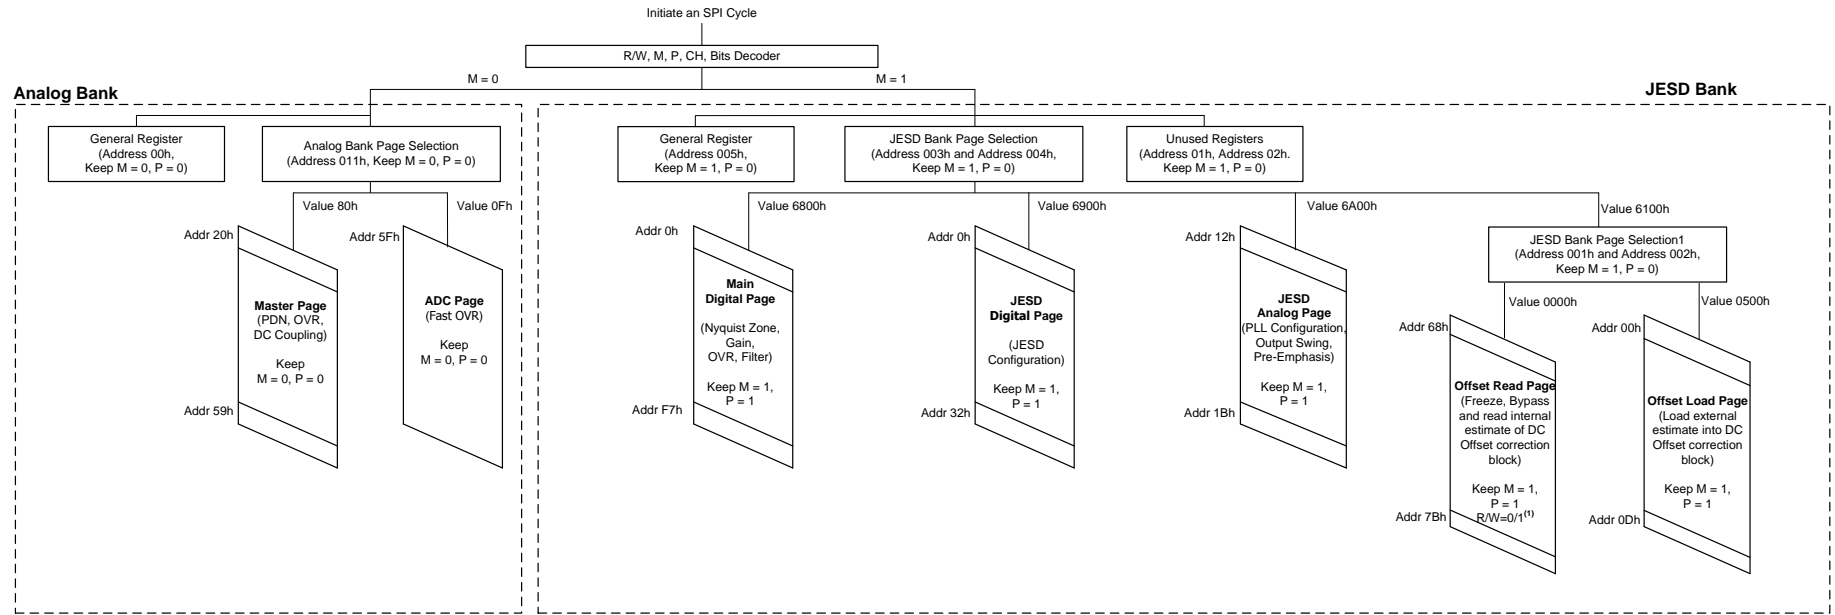 Initiate an SPI Cycle
R/W, M, P, CH, Bits Decoder
M = 0
M = 1
Analog Bank
JESD Bank
General Register
(Address 00h,
Keep M = 0, P = 0)
Analog Bank Page Selection
(Address 011h, Keep M = 0, P = 0)
General Register
(Address 005h,
Keep M = 1, P = 0)
JESD Bank Page Selection
(Address 003h and Address 004h,
Keep M = 1, P = 0)
Unused Registers
(Address 01h, Address 02h.
Keep M = 1, P = 0)
Value 80h
Value 0Fh
Value 6800h
Value 6900h
Value 6A00h
Value 6100h
Addr 20h
Master Page
(PDN, OVR,
DC Coupling)
Keep
M = 0, P = 0
Addr 59h
Addr 5Fh
ADC Page
(Fast OVR)
Keep
M = 0, P = 0
Addr 0h
Main
Digital Page
(Nyquist Zone,
Gain,
OVR, Filter)
Keep M = 1,
P = 1
Addr F7h
Addr 0h
JESD
Digital Page
(JESD
Configuration)
Keep M = 1,
P = 1
Addr 32h
Addr 12h
JESD
Analog Page
(PLL Configuration,
Output Swing,
Pre-Emphasis)
Keep M = 1,
P = 1
Addr 1Bh
JESD Bank Page Selection1
(Address 001h and Address 002h,
Keep M = 1, P = 0)
Value 0000h
Value 0500h
Addr 68h
Offset Read Page
(Freeze, Bypass
and read internal
estimate of DC
Offset correction
block)
Keep M = 1,
P = 1
R/W=0/1(1)
Addr 7Bh
Addr 00h
Offset Load Page
(Load external
estimate into DC
Offset correction
block)
Keep M = 1,
P = 1
Addr 0Dh